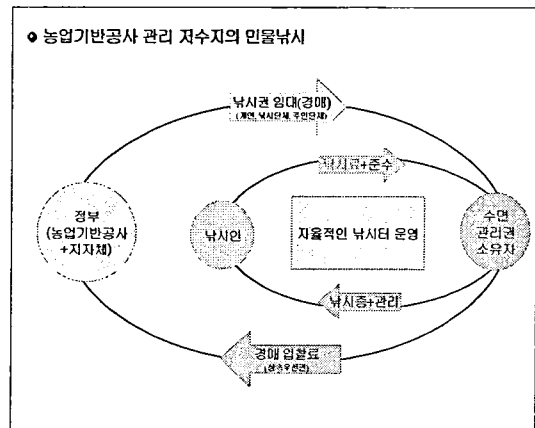 농업기반공사 관리 저수지의 민물낚시
낚시권 임대(경매)
(개인, 낚시단체, 주민단체)
낚시료+준수
정부
(농업기반공사
+지자체)
낚시인
자율적인 낚시터 운영
수면
관리권
소유자
낚시증+관리
경매 입찰료